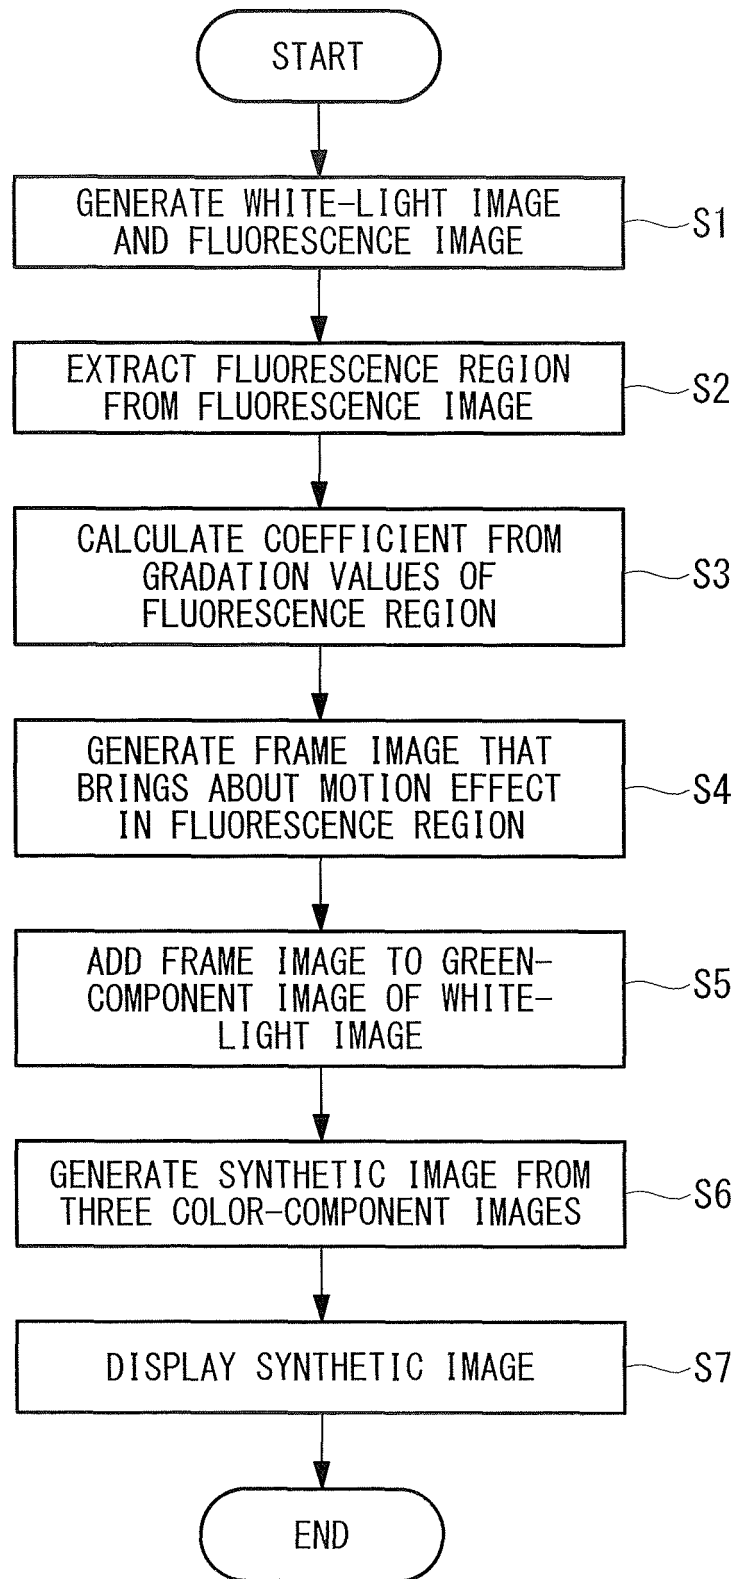 START
GENERATE WHITE-LIGHT IMAGE
AND FLUORESCENCE IMAGE
S1
EXTRACT FLUORESCENCE REGION
FROM FLUORESCENCE IMAGE
S2
CALCULATE COEFFICIENT FROM
GRADATION VALUES OF
FLUORESCENCE REGION
S3
GENERATE FRAME IMAGE THAT
BRINGS ABOUT MOTION EFFECT
IN FLUORESCENCE REGION
S4
ADD FRAME IMAGE TO GREEN-
COMPONENT IMAGE OF WHITE-
LIGHT IMAGE
S5
GENERATE SYNTHETIC IMAGE FROM
THREE COLOR-COMPONENT IMAGES
S6
DISPLAY SYNTHETIC IMAGE
S7
END